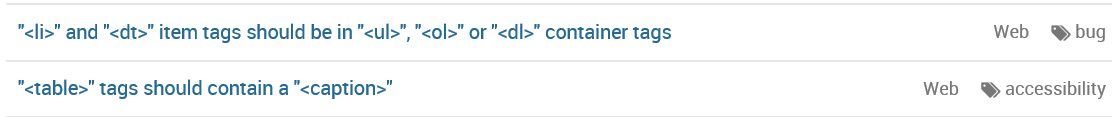 "<li>" and "<dt>" item tags should be in "<ul>", "<ol>" or "<dl>" container tags Web bug
"<table>" tags should contain a "<caption>" Web accessibility